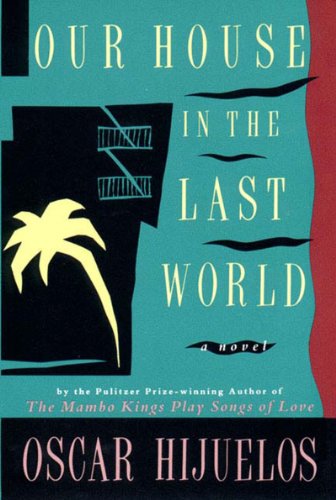 OUR HOUSE
IN THE
LAST
WORLD
a novel
by the Pulitzer Prize-winning Author of
The Mambo Kings Play Songs of Love
OSCAR HIJUELOS